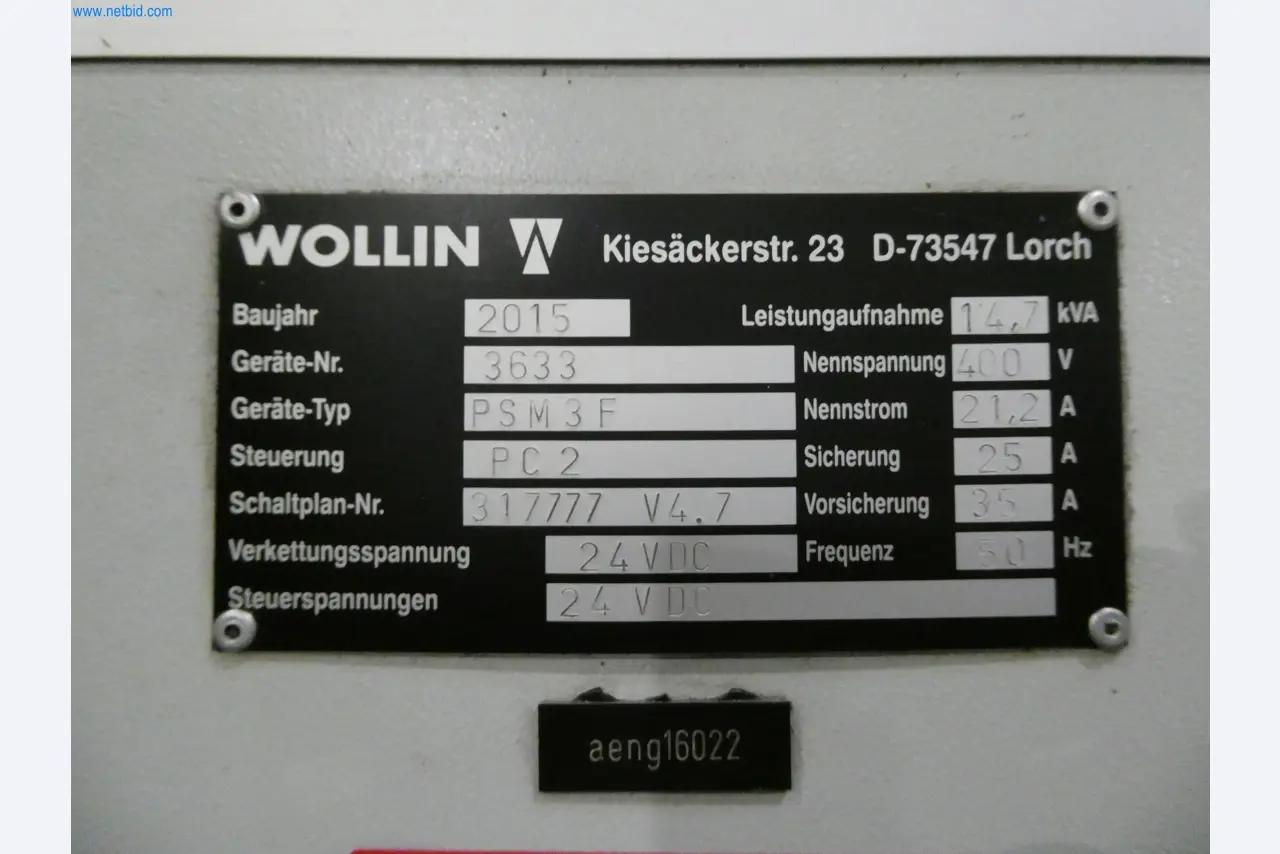 www.netbid.com
WOLLIN Kiesäckerstr. 23 D-73547 Lorch
Baujahr 2015 Leistungaufnahme 14,7 kVA
Geräte-Nr. 3633 Nennspannung 400 V
Geräte-Typ PSM3F Nennstrom 21,2 A
Steuerung PC2 Sicherung 25 A
Schaltplan-Nr. 317777 V4.7 Vorsicherung 35 A
Verkettungsspannung 24VDC Frequenz 50 Hz
Steuerspannungen 24 VDC
aeng16022